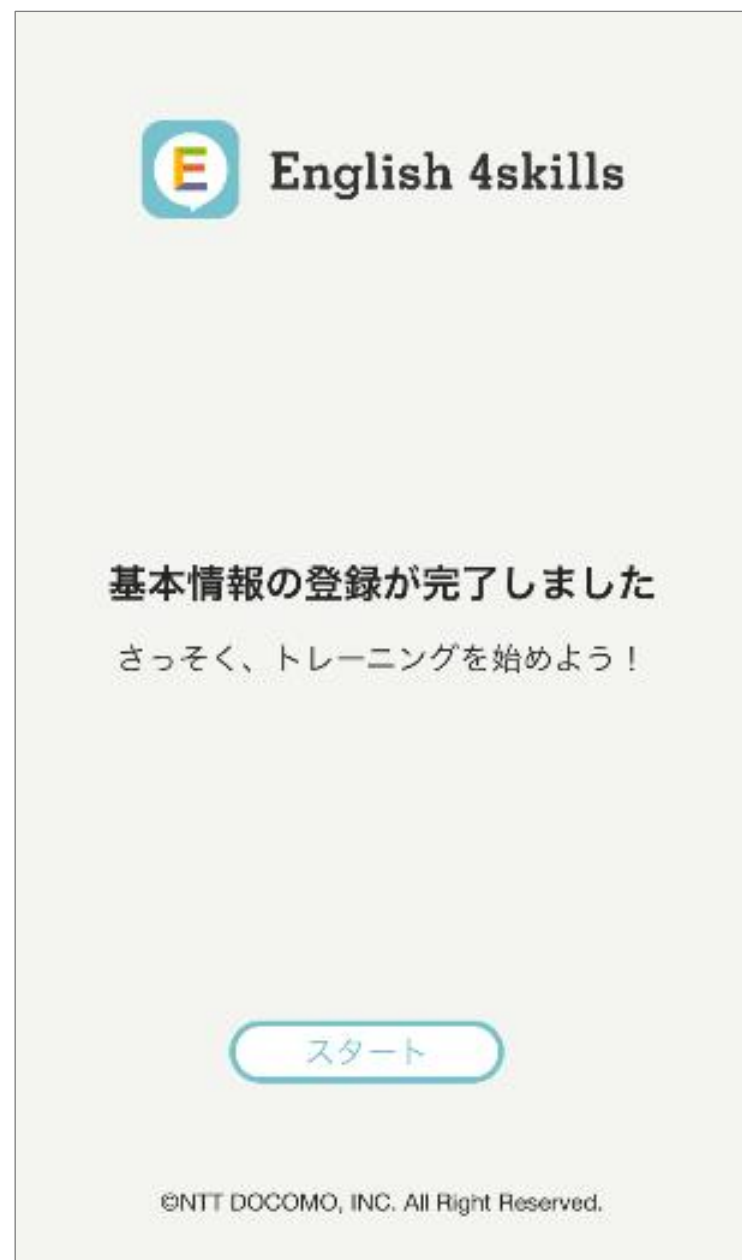 E English 4skills
基本情報の登録が完了しました
さっそく、トレーニングを始めよう！
スタート
©NTT DOCOMO, INC. All Right Reserved.